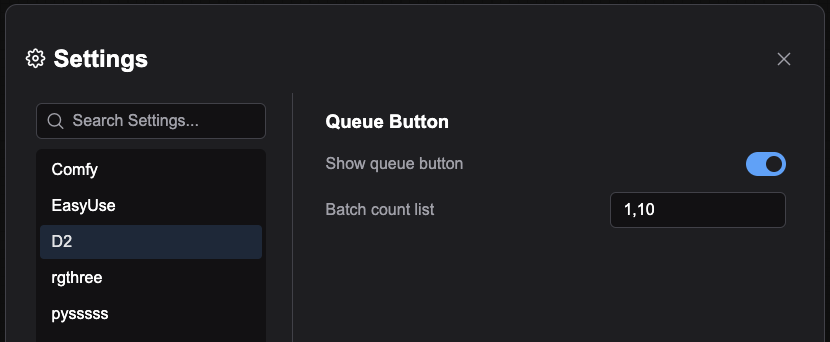 Settings
Search Settings...
Comfy
EasyUse
D2
rgthree
pysssss
Queue Button
Show queue button
Batch count list
1,10